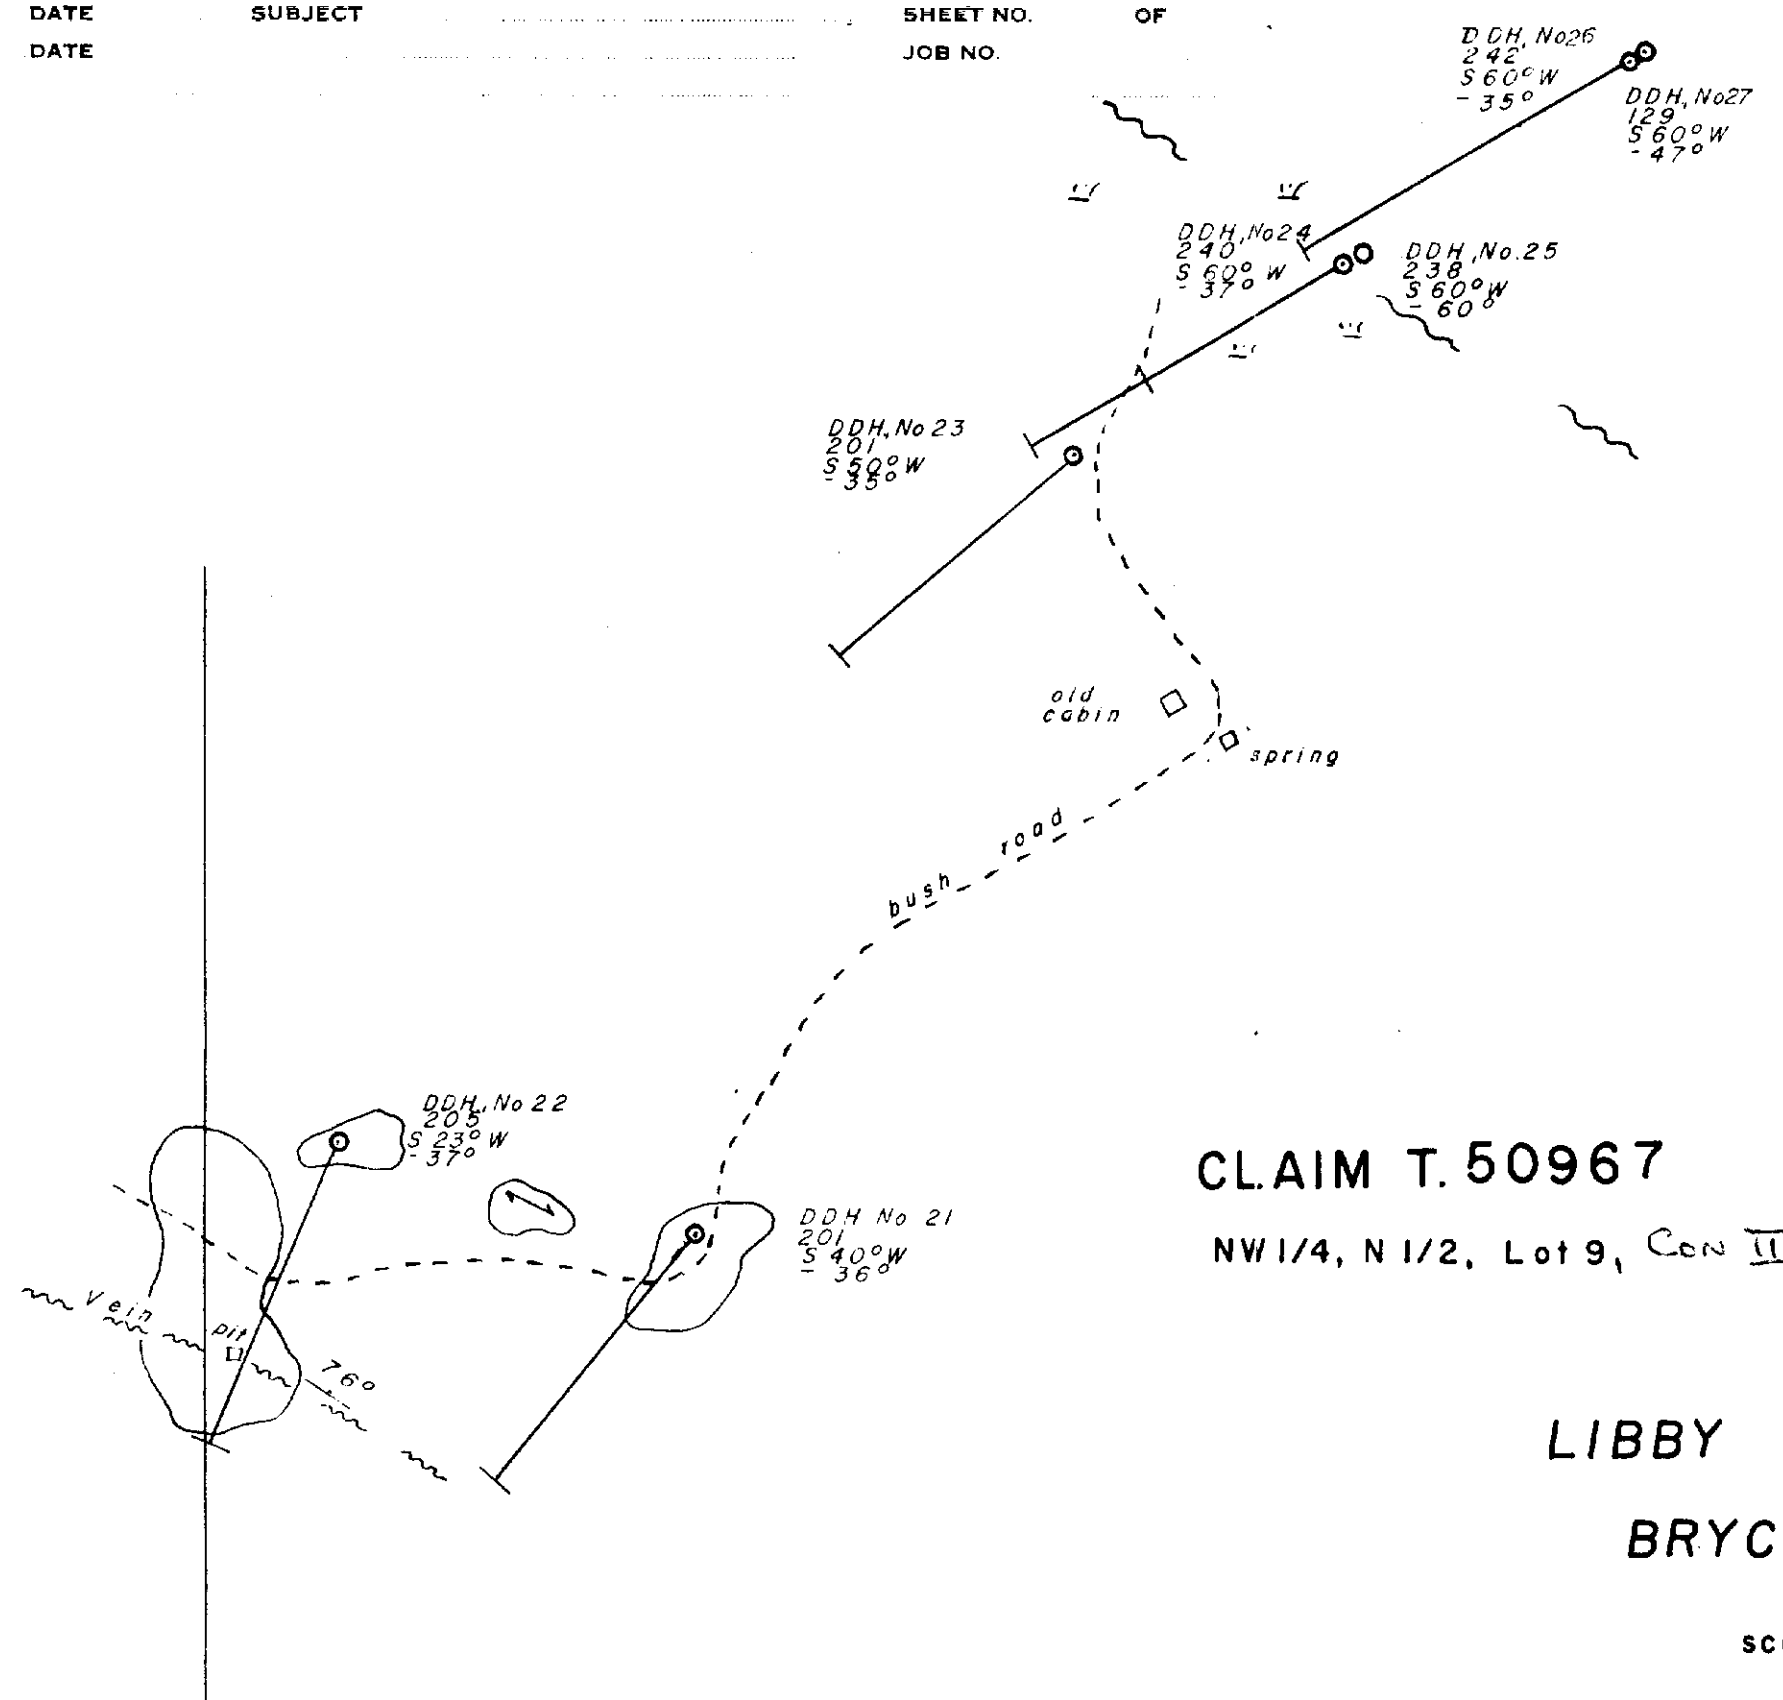 DATE SUBJECT SHEET NO. OF
DATE JOB NO.
DDH, No26
242
S 60° W
- 35°
DDH, No27
129
S 60° W
- 47°
DDH, No24
240
S 60° W
- 37°
DDH, No. 25
238
S 60° W
- 60°
DDH, No 23
201
S 50° W
- 35°
old
cabin
spring
bush road
DDH, No 22
205
S 23° W
- 37°
DDH No 21
201
S 40° W
- 36°
Vein
pit
76°
CLAIM T. 50967
NW 1/4, N 1/2, Lot 9, CON II
LIBBY
BRYC